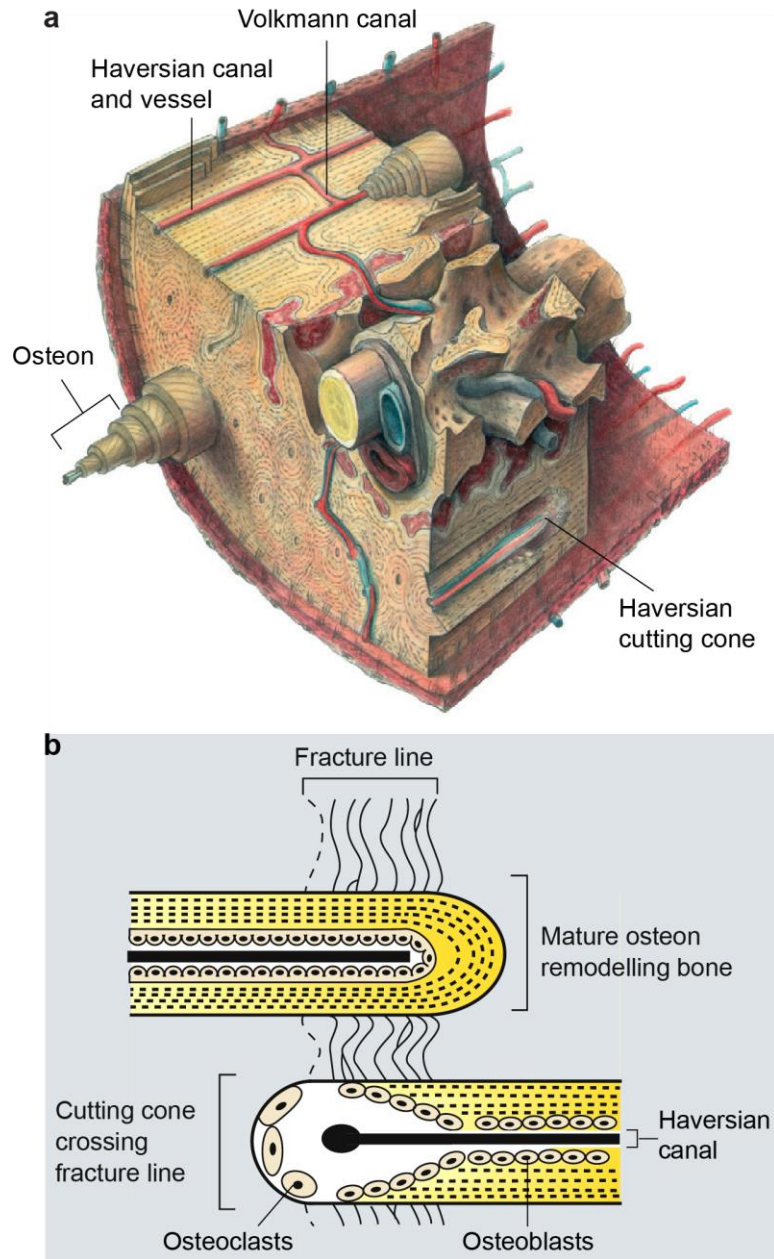 a
Volkmann canal
Haversian canal
and vessel
Osteon
Haversian
cutting cone
b
Fracture line
Mature osteon
remodelling bone
Cutting cone
crossing
fracture line
Haversian
canal
Osteoclasts
Osteoblasts